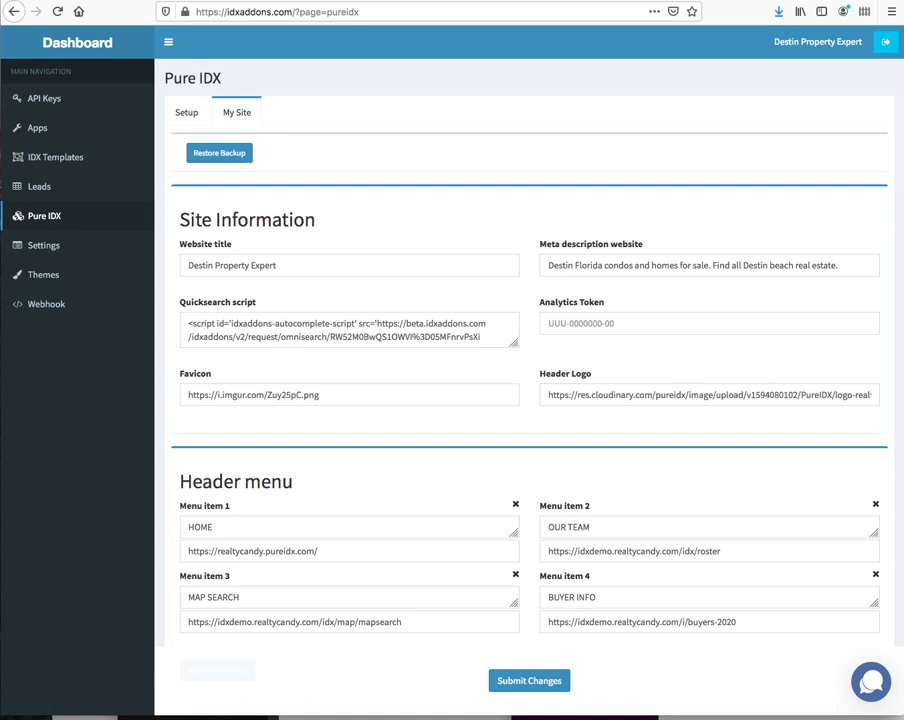 https://idxaddons.com/?page=pureidx
Dashboard
Destin Property Expert
MAIN NAVIGATION
API Keys
Apps
IDX Templates
Leads
Pure IDX
Settings
Themes
Webhook
Pure IDX
Setup
My Site
Restore Backup
Site Information
Website title
Destin Property Expert
Meta description website
Destin Florida condos and homes for sale. Find all Destin beach real estate.
Quicksearch script
<script id='idxaddons-autocomplete-script' src='https://beta.idxaddons.com
/idxaddons/v2/request/omnisearch/RW52M0BwQS1OWVI%3D05MFnrvPsXi
Analytics Token
UUU-0000000-00
Favicon
https://i.imgur.com/Zuy25pC.png
Header Logo
https://res.cloudinary.com/pureidx/image/upload/v1594080102/PureIDX/logo-realt
Header menu
Menu item 1
HOME
https://realtycandy.pureidx.com/
Menu item 2
OUR TEAM
https://idxdemo.realtycandy.com/idx/roster
Menu item 3
MAP SEARCH
https://idxdemo.realtycandy.com/idx/map/mapsearch
Menu item 4
BUYER INFO
https://idxdemo.realtycandy.com/i/buyers-2020
Submit Changes